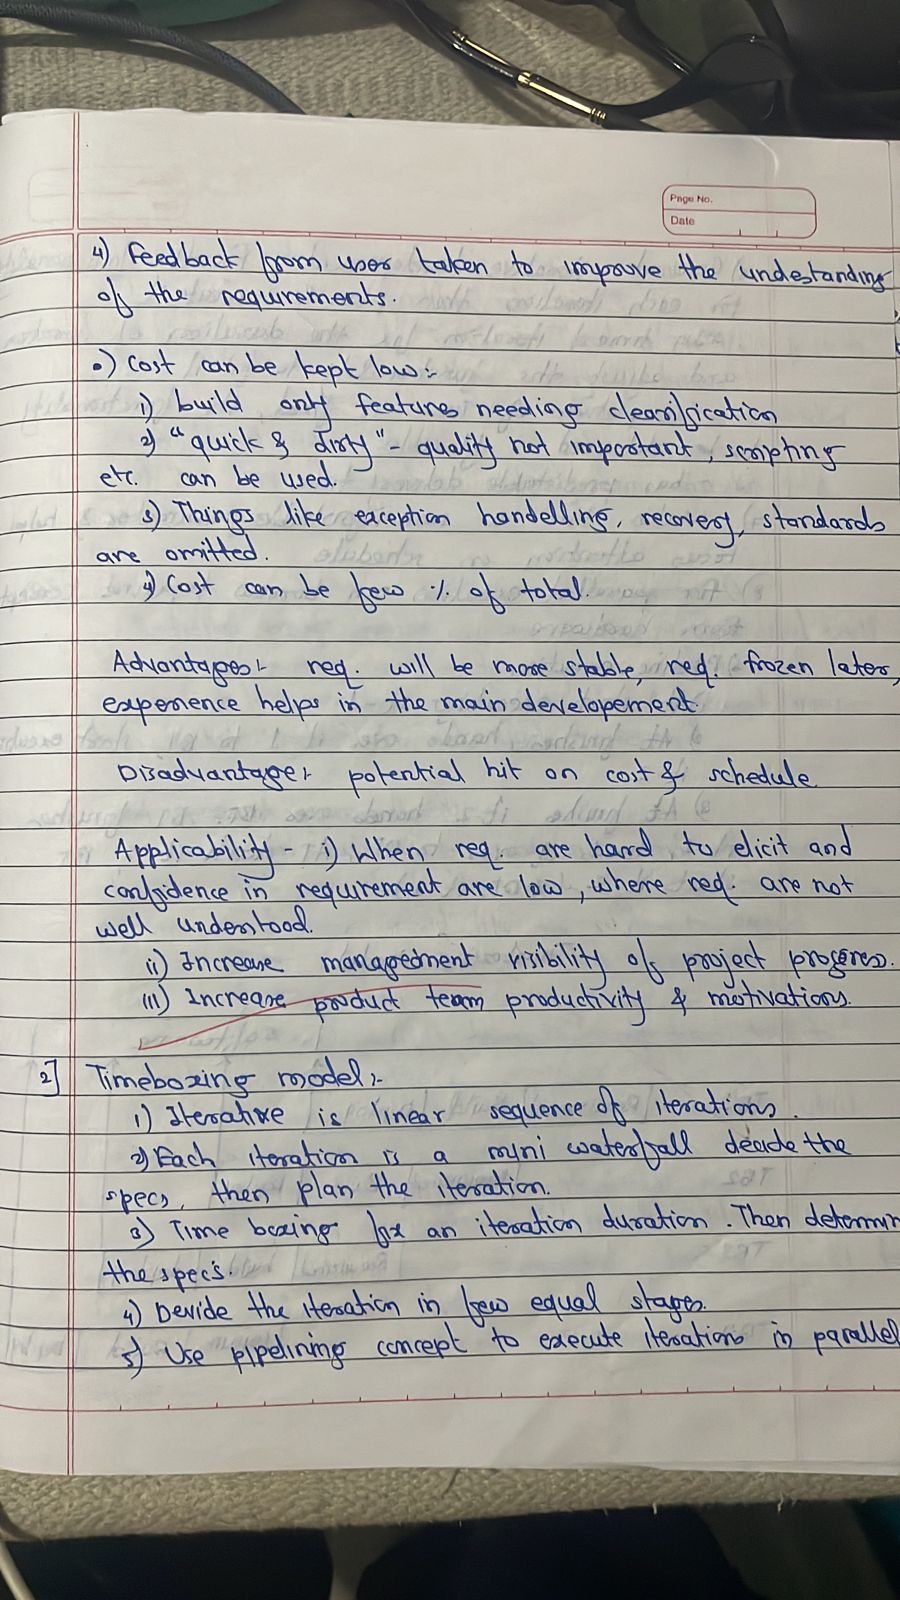 Page No.
Date
4) Feedback from user taken to improve the undestanding
of the requirements.
•) Cost can be kept low:-
1) build only features needing clearification
2) "quick & dirty" - quality not important, scripting
etc. can be used.
3) Things like exception handelling, recovery, standards
are omitted.
4) Cost can be few % of total.
Advantages:- req. will be more stable, req. frozen later,
experience helps in the main developement.
Disadvantage:- potential hit on cost & schedule
Applicability - i) When req. are hard to elicit and
confidence in requirement are low, where req. are not
well understood.
ii) Increase management visibility of project progress.
iii) Increase product team productivity & motivations.
2] Timeboxing model:-
1) Iterative is linear sequence of iterations.
2) Each iteration is a mini waterfall decide the
specs, then plan the iteration.
3) Time boxing fix an iteration duration. Then determin
the specs.
4) Devide the iteration in few equal stages.
5) Use pipelining concept to execute iterations in parallel